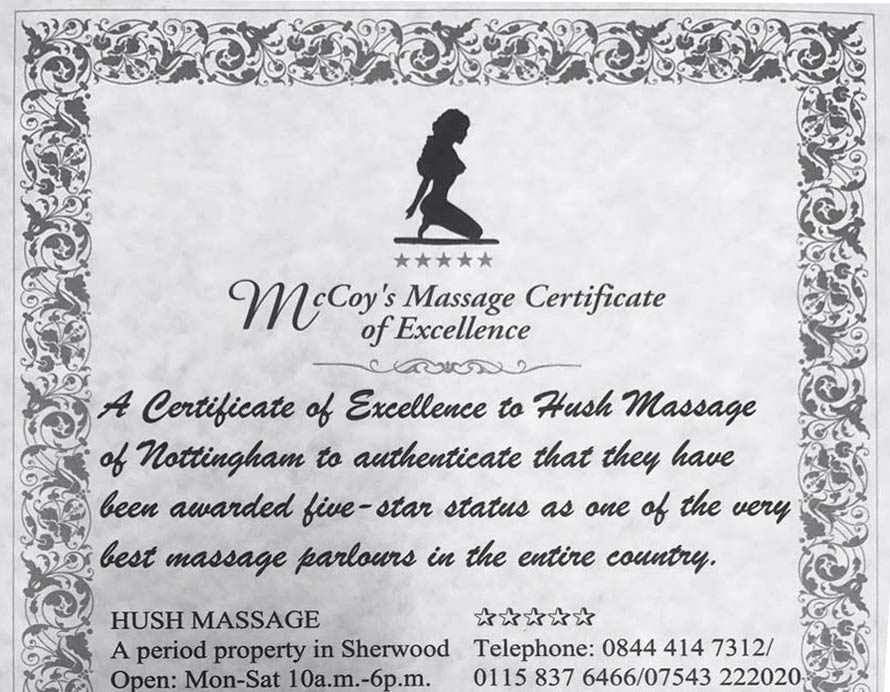 McCoy's Massage Certificate
of Excellence
A Certificate of Excellence to Hush Massage
of Nottingham to authenticate that they have
been awarded five-star status as one of the very
best massage parlours in the entire country.
HUSH MASSAGE ☆☆☆☆☆
A period property in Sherwood Telephone: 0844 414 7312/
Open: Mon-Sat 10a.m.-6p.m. 0115 837 6466/07543 222020